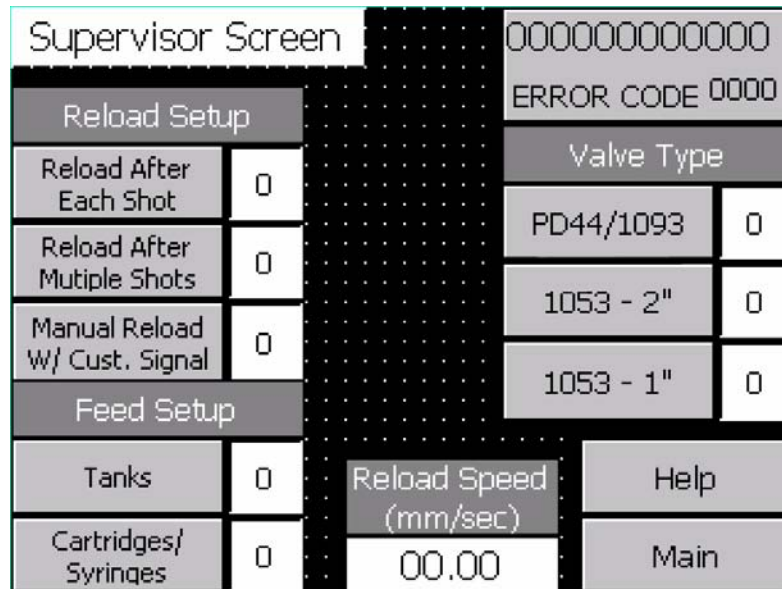 Supervisor Screen
000000000000
ERROR CODE 0000
Reload Setup
Reload After
Each Shot
0
Reload After
Mutiple Shots
0
Manual Reload
W/ Cust. Signal
0
Feed Setup
Tanks
0
Cartridges/
Syringes
0
Valve Type
PD44/1093
0
1053 - 2"
0
1053 - 1"
0
Reload Speed
(mm/sec)
00.00
Help
Main